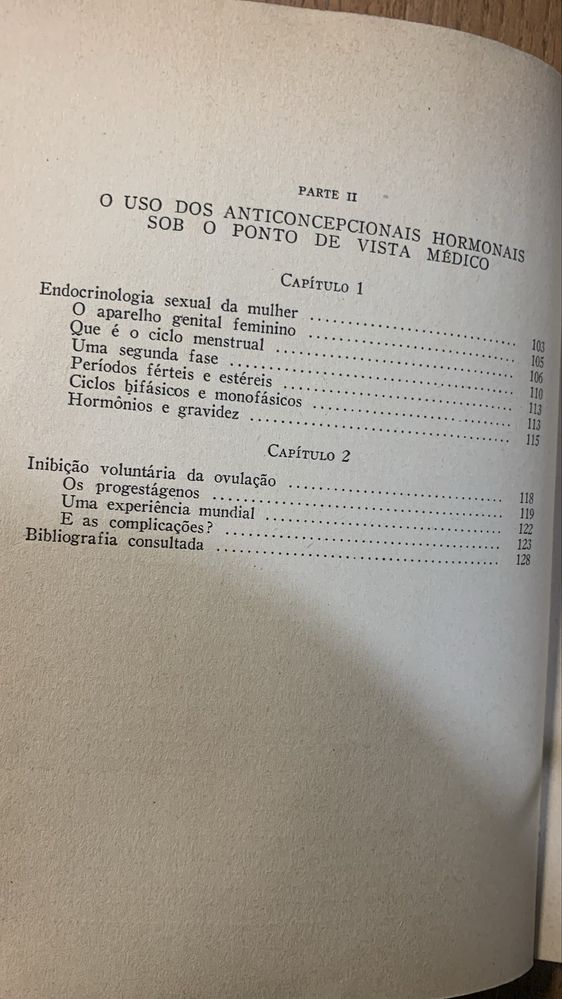 PARTE II
O USO DOS ANTICONCEPCIONAIS HORMONAIS
SOB O PONTO DE VISTA MÉDICO
CAPÍTULO 1
Endocrinologia sexual da mulher .................... 103
O aparelho genital feminino .................... 105
Que é o ciclo menstrual .................... 106
Uma segunda fase .................... 110
Períodos férteis e estéreis .................... 113
Ciclos bifásicos e monofásicos .................... 113
Hormônios e gravidez .................... 115
CAPÍTULO 2
Inibição voluntária da ovulação .................... 118
Os progestágenos .................... 119
Uma experiência mundial .................... 122
E as complicações? .................... 123
Bibliografia consultada .................... 128